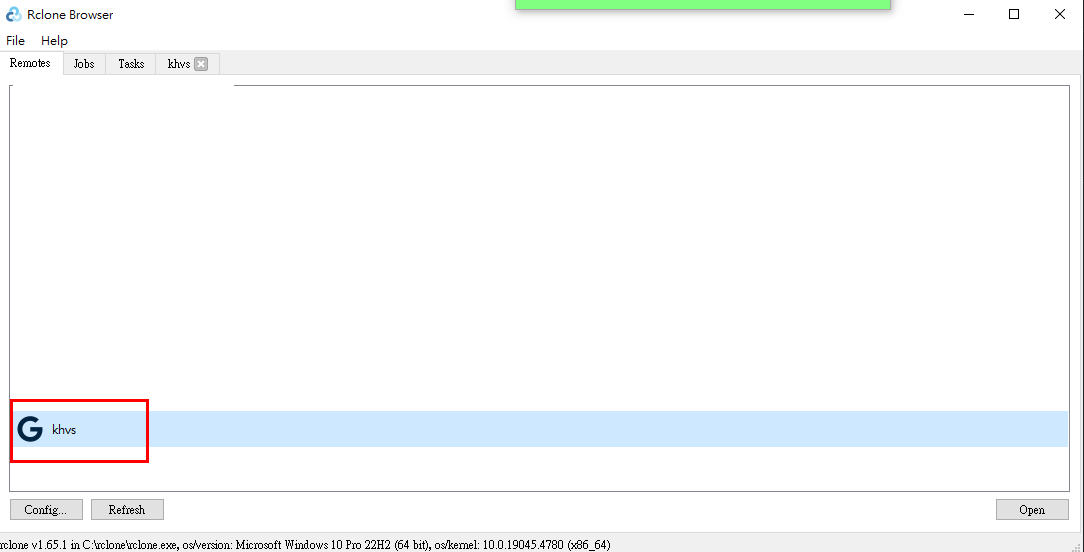 Rclone Browser
File Help
Remotes Jobs Tasks khvs
khvs
Config... Refresh Open
rclone v1.65.1 in C:\rclone\rclone.exe, os/version: Microsoft Windows 10 Pro 22H2 (64 bit), os/kernel: 10.0.19045.4780 (x86_64)